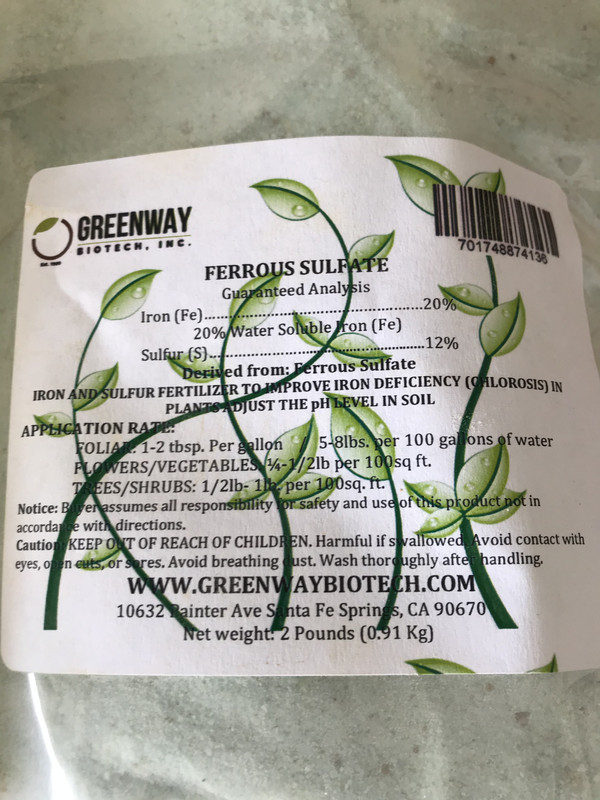 GREENWAY
BIOTECH, INC.
701748874136
FERROUS SULFATE
Guaranteed Analysis
Iron (Fe)..........................................................20%
20% Water Soluble Iron (Fe)
Sulfur (S)..........................................................12%
Derived from: Ferrous Sulfate
IRON AND SULFUR FERTILIZER TO IMPROVE IRON DEFICIENCY (CHLOROSIS) IN
PLANTS ADJUST THE pH LEVEL IN SOIL
APPLICATION RATE:
FOLIAR: 1-2 tbsp. Per gallon 5-8lbs. per 100 gallons of water
FLOWERS/VEGETABLES: ¼-1/2lb per 100sq ft.
TREES/SHRUBS: 1/2lb- 1lb, per 100sq. ft.
Notice: Buyer assumes all responsibility for safety and use of this product not in
accordance with directions.
Caution: KEEP OUT OF REACH OF CHILDREN. Harmful if swallowed. Avoid contact with
eyes, open cuts, or sores. Avoid breathing dust. Wash thoroughly after handling.
WWW.GREENWAYBIOTECH.COM
10632 Painter Ave Santa Fe Springs, CA 90670
Net weight: 2 Pounds (0.91 Kg)